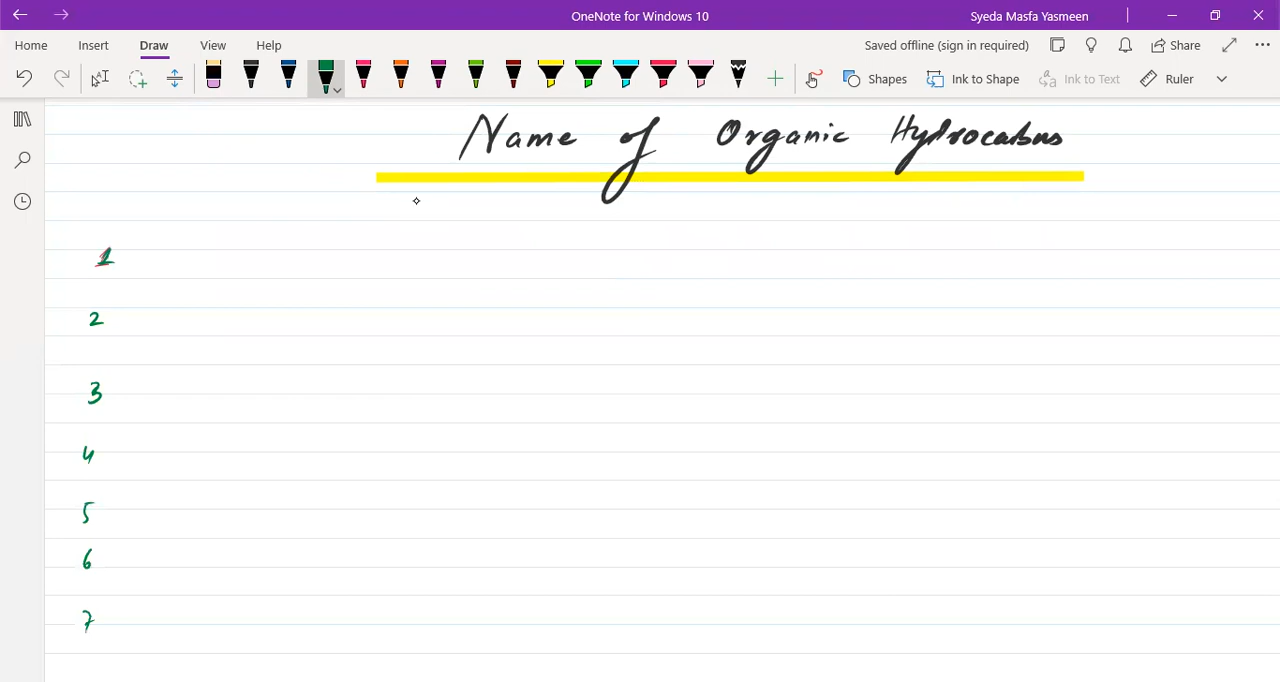 OneNote for Windows 10
Syeda Masfa Yasmeen
Home Insert Draw View Help
Saved offline (sign in required)
Share
Shapes
Ink to Shape
Ink to Text
Ruler
Name of Organic Hydrocabns
1
2
3
4
5
6
7